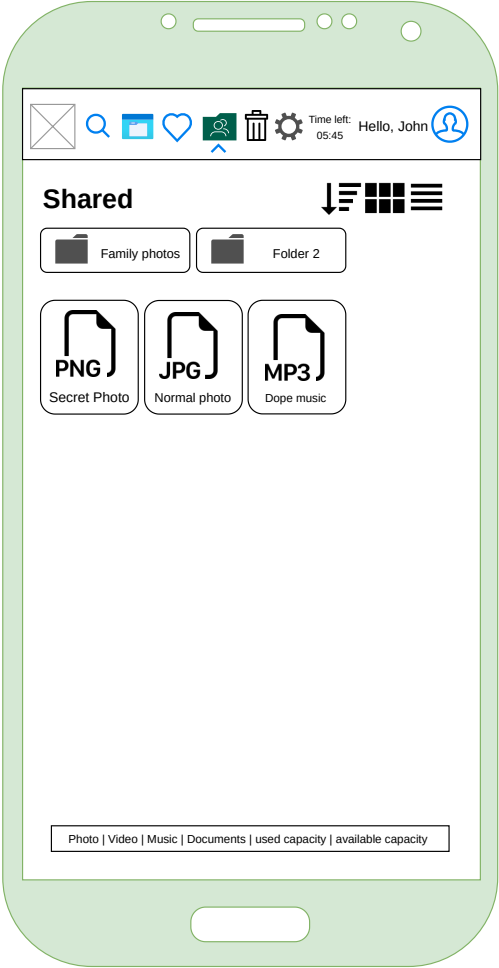 Time left:
05:45
Hello, John
Shared
Family photos
Folder 2
PNG
JPG
MP3
Secret Photo
Normal photo
Dope music
Photo | Video | Music | Documents | used capacity | available capacity